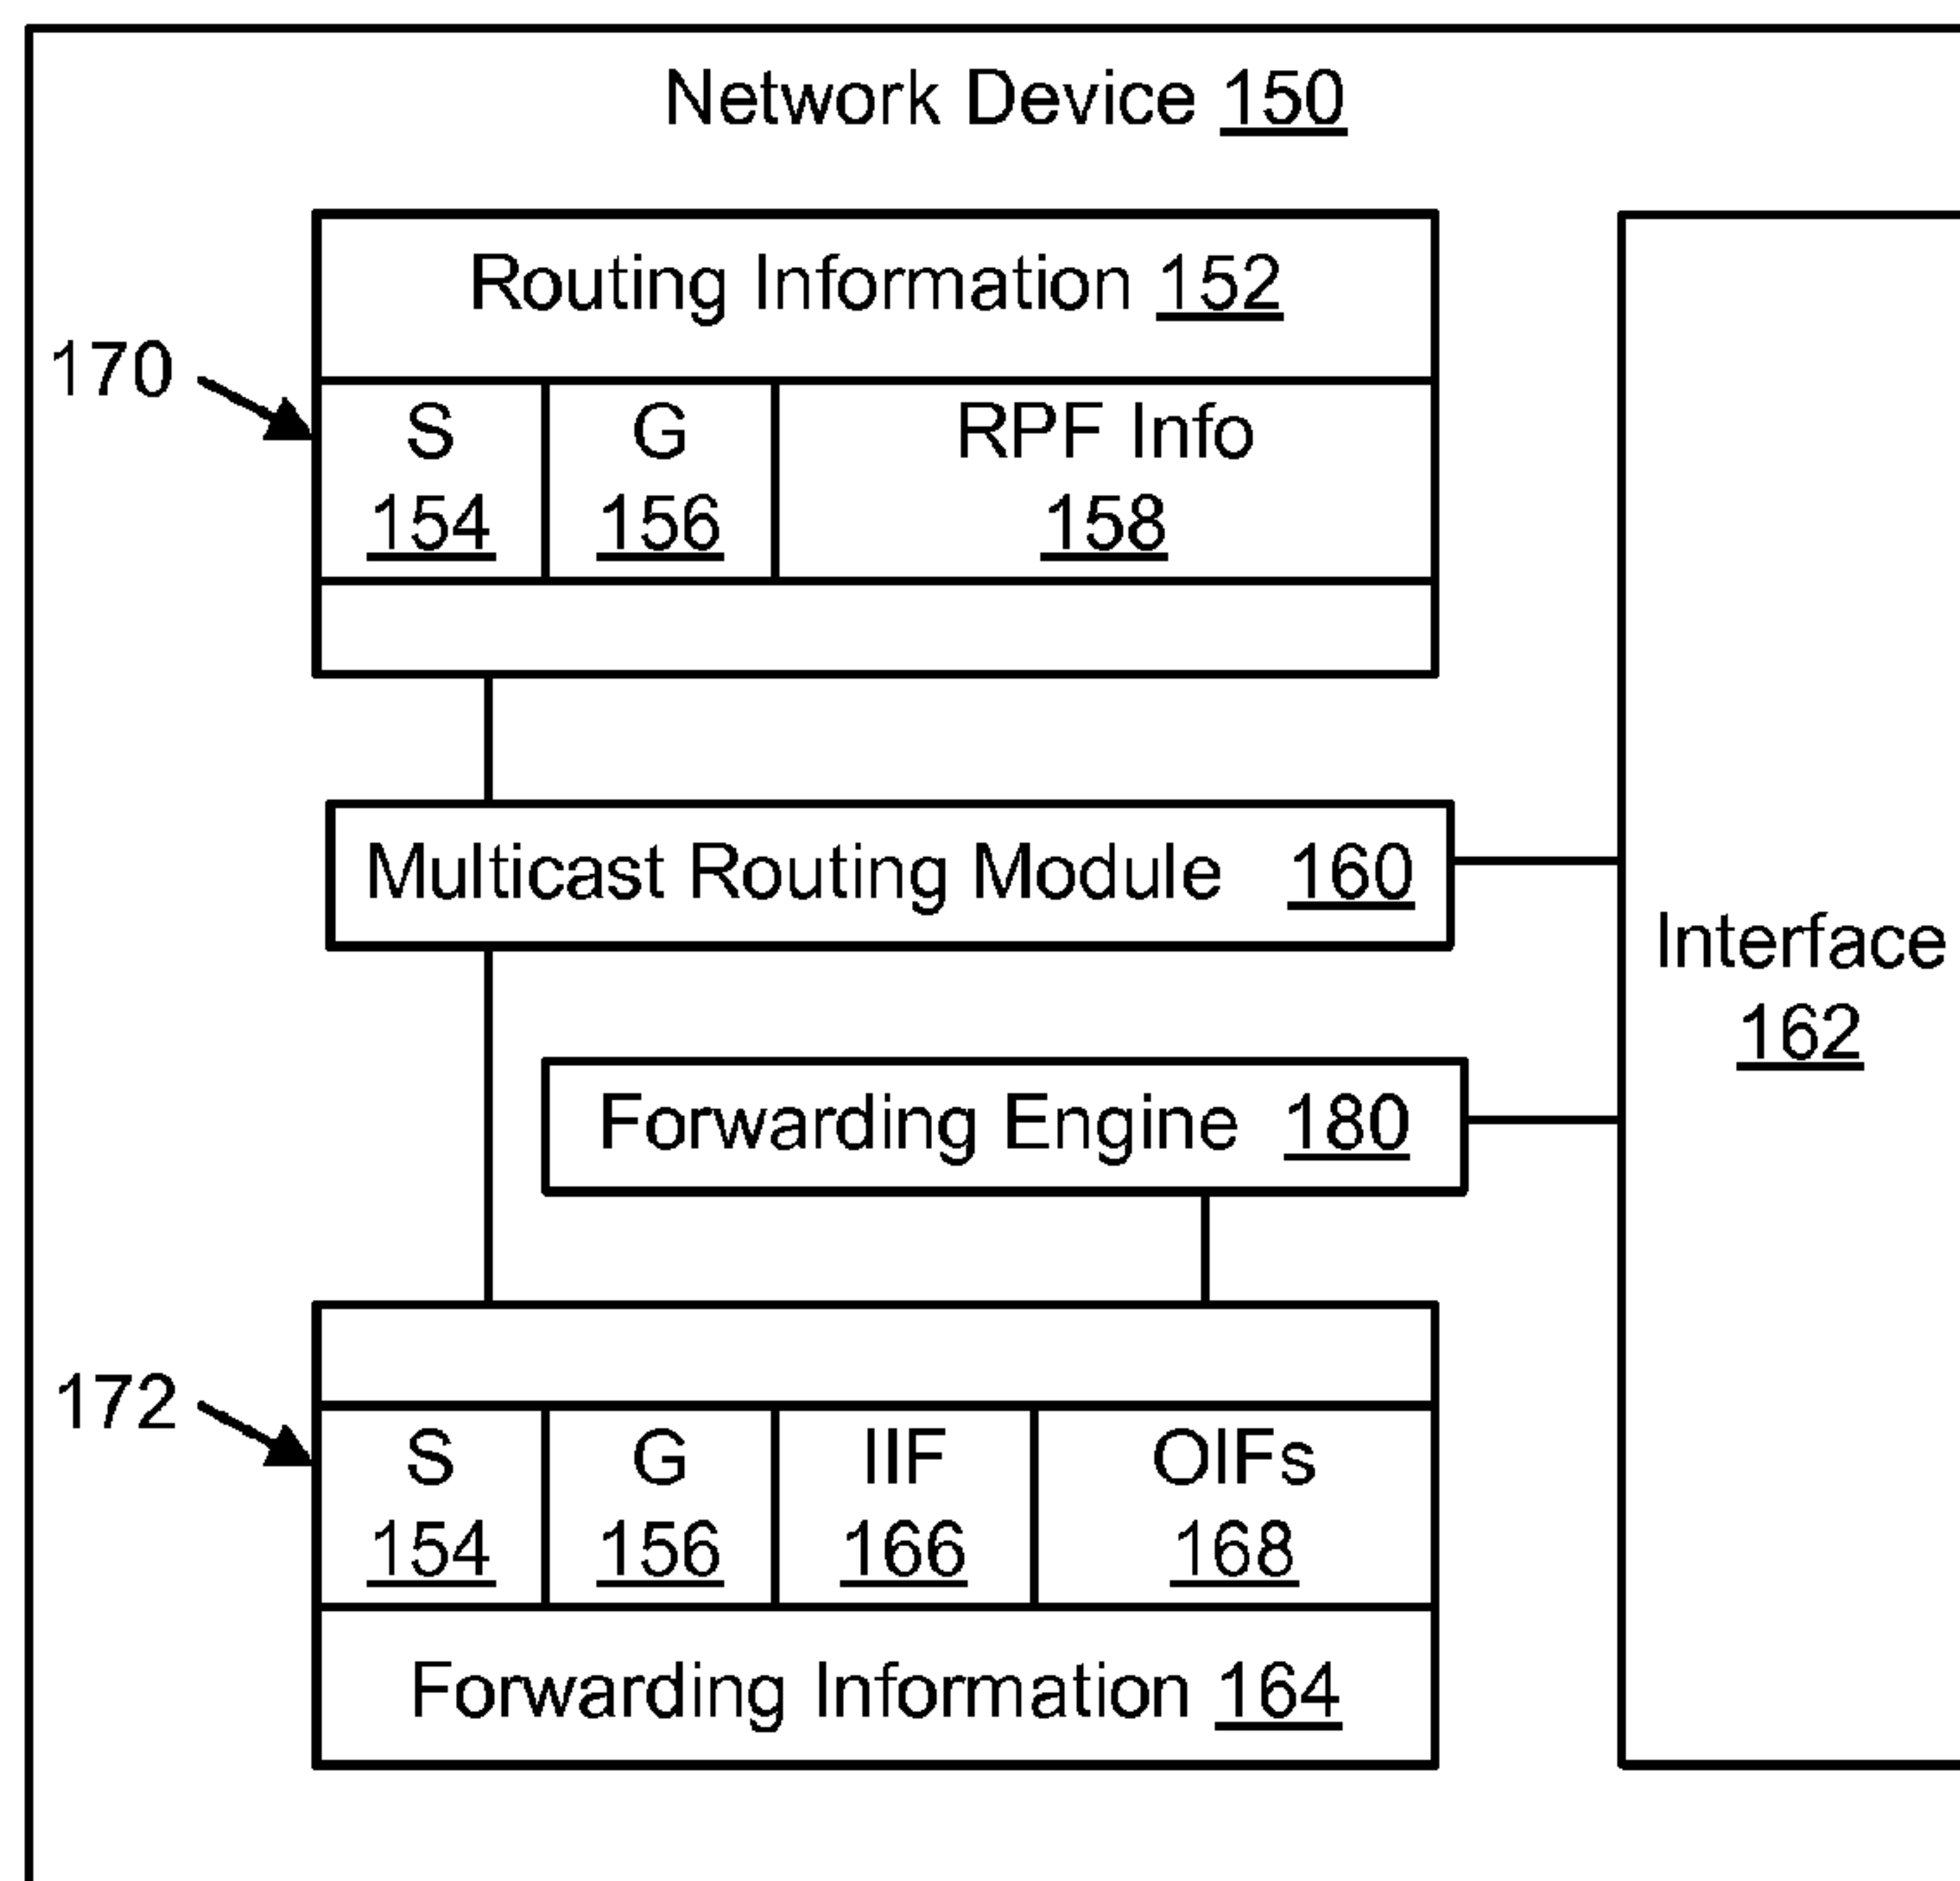 Network Device 150
Routing Information 152
170
S G RPF Info
154 156 158
Multicast Routing Module 160
Interface
162
Forwarding Engine 180
172
S G IIF OIFs
154 156 166 168
Forwarding Information 164